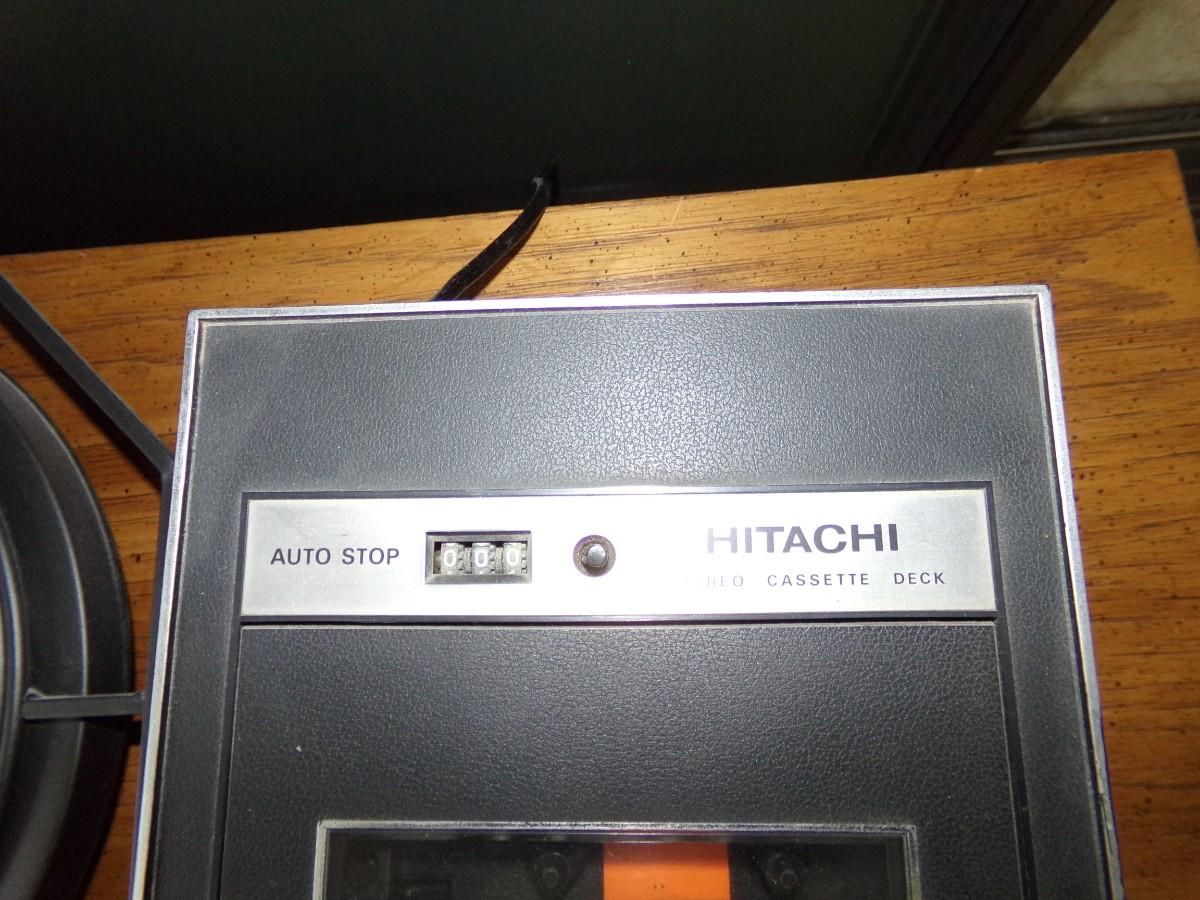 AUTO STOP
000
HITACHI
CASSETTE DECK